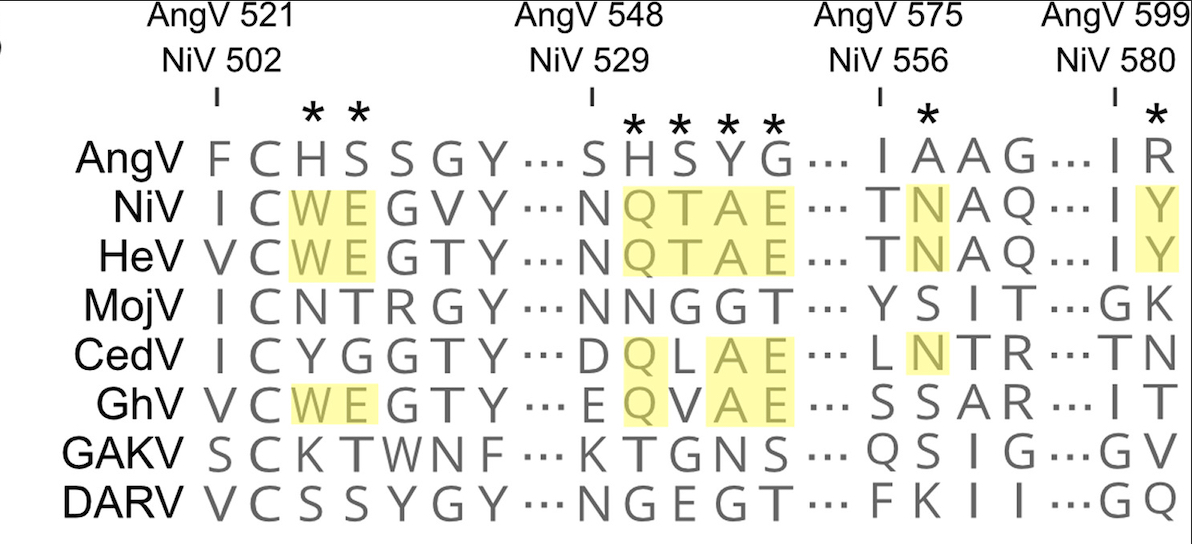 AngV 521 AngV 548 AngV 575 AngV 599
NiV 502 NiV 529 NiV 556 NiV 580
* * * * * * * *
AngV F C H S S G Y ... S H S Y G ... I A A G ... I R
NiV I C W E G V Y ... N Q T A E ... T N A Q ... I Y
HeV V C W E G T Y ... N Q T A E ... T N A Q ... I Y
MojV I C N T R G Y ... N N G G T ... Y S I T ... G K
CedV I C Y G G T Y ... D Q L A E ... L N T R ... T N
GhV V C W E G T Y ... E Q V A E ... S S A R ... I T
GAKV S C K T W N F ... K T G N S ... Q S I G ... G V
DARV V C S S Y G Y ... N G E G T ... F K I I ... G Q